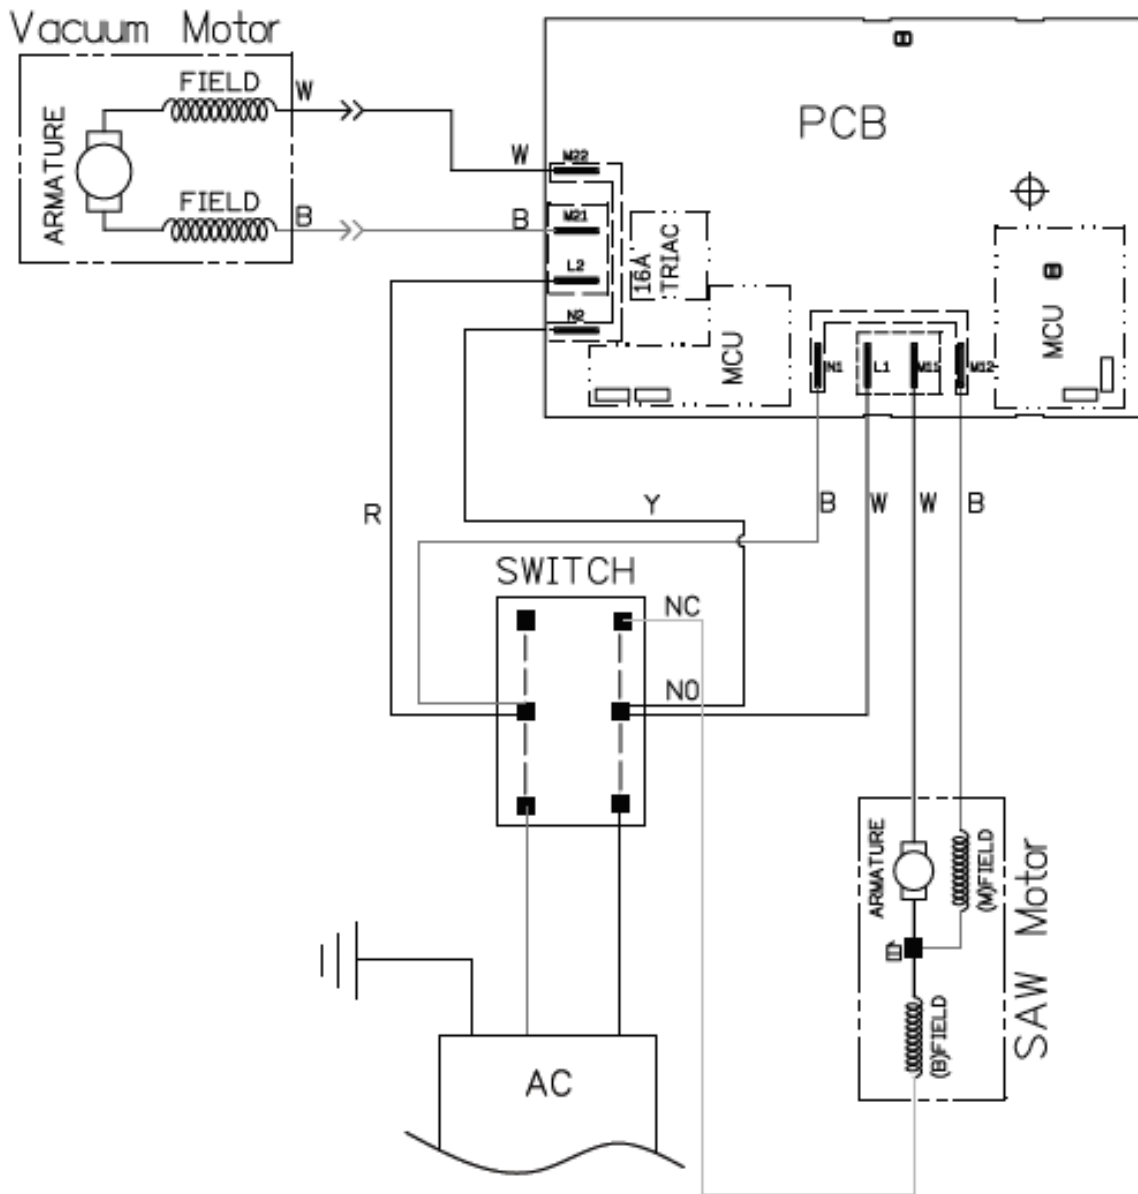 Vacuum Motor
FIELD
W
ARMATURE
FIELD
B
PCB
W
M22
B
M21
L2
N2
16A
TRIAC
MCU
MCU
N1
L1
M11
M12
R
Y
B
W
W
B
SWITCH
NC
NO
ARMATURE
(M)FIELD
(B)FIELD
SAW Motor
AC